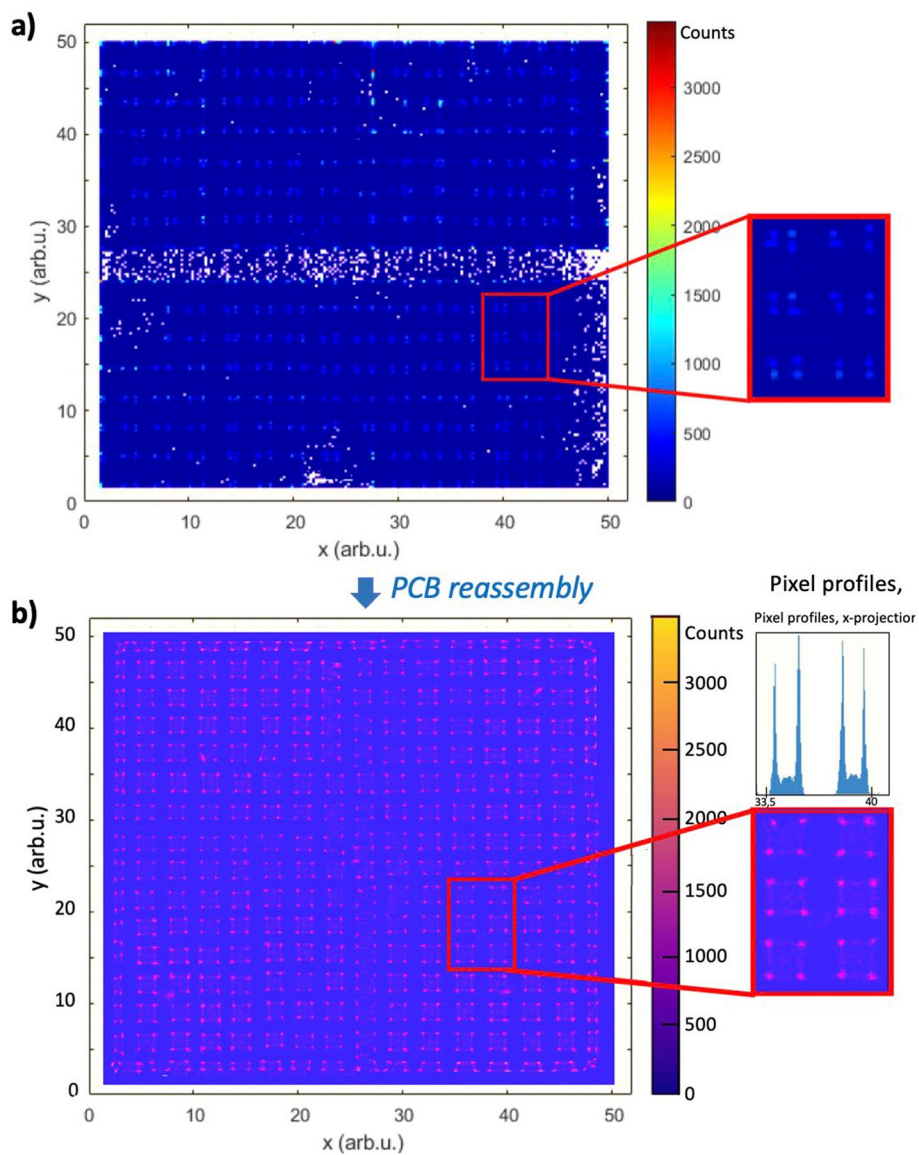 a)
Counts
50
40
30
20
10
0
y (arb.u.)
0 10 20 30 40 50
x (arb.u.)
3000
2500
2000
1500
1000
500
0
PCB reassembly
b)
Counts
50
40
30
20
10
0
y (arb.u.)
0 10 20 30 40 50
x (arb.u.)
3000
2500
2000
1500
1000
500
0
Pixel profiles,
Pixel profiles, x-projection
33,5 40